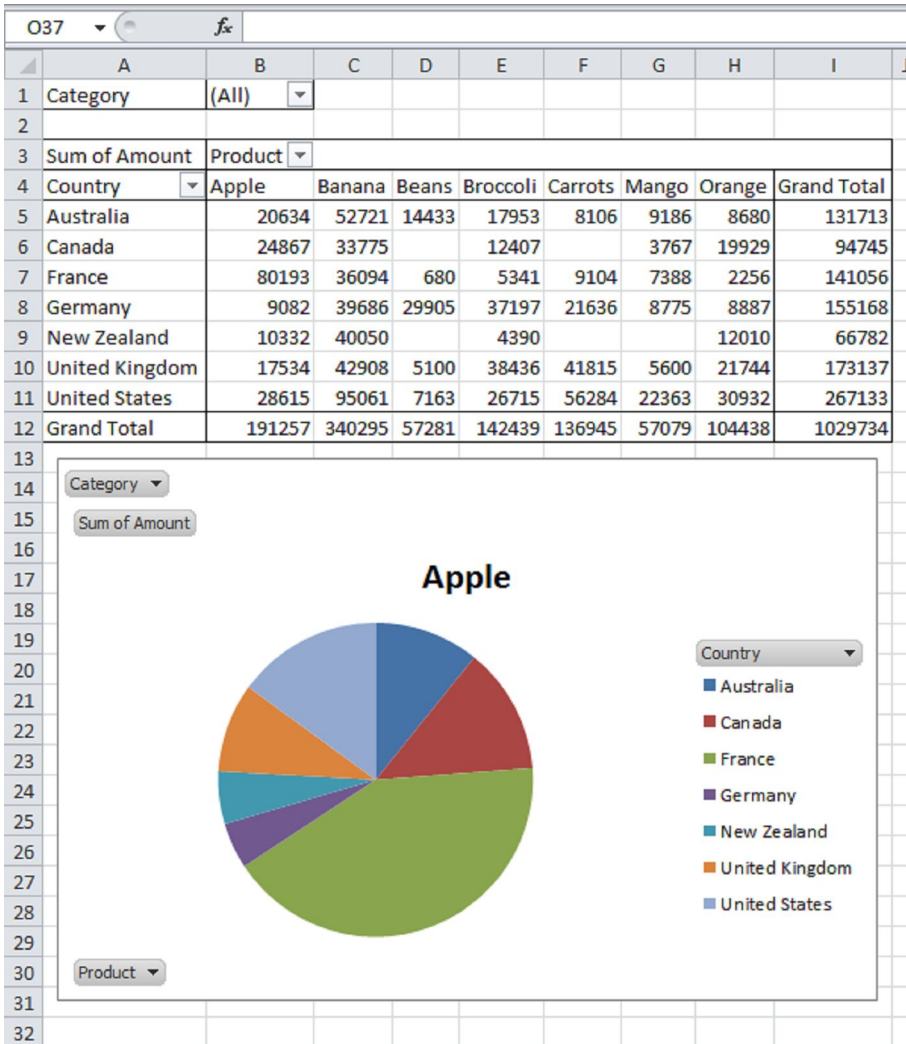 O37 fx
A B C D E F G H I J
1 Category (All)
2
3 Sum of Amount Product
4 Country Apple Banana Beans Broccoli Carrots Mango Orange Grand Total
5 Australia 20634 52721 14433 17953 8106 9186 8680 131713
6 Canada 24867 33775 12407 3767 19929 94745
7 France 80193 36094 680 5341 9104 7388 2256 141056
8 Germany 9082 39686 29905 37197 21636 8775 8887 155168
9 New Zealand 10332 40050 4390 12010 66782
10 United Kingdom 17534 42908 5100 38436 41815 5600 21744 173137
11 United States 28615 95061 7163 26715 56284 22363 30932 267133
12 Grand Total 191257 340295 57281 142439 136945 57079 104438 1029734
13
14 Category
15 Sum of Amount
16
17 Apple
18
19
20 Country
21 Australia
22 Canada
23 France
24 Germany
25 New Zealand
26
27 United Kingdom
28 United States
29
30 Product
31
32